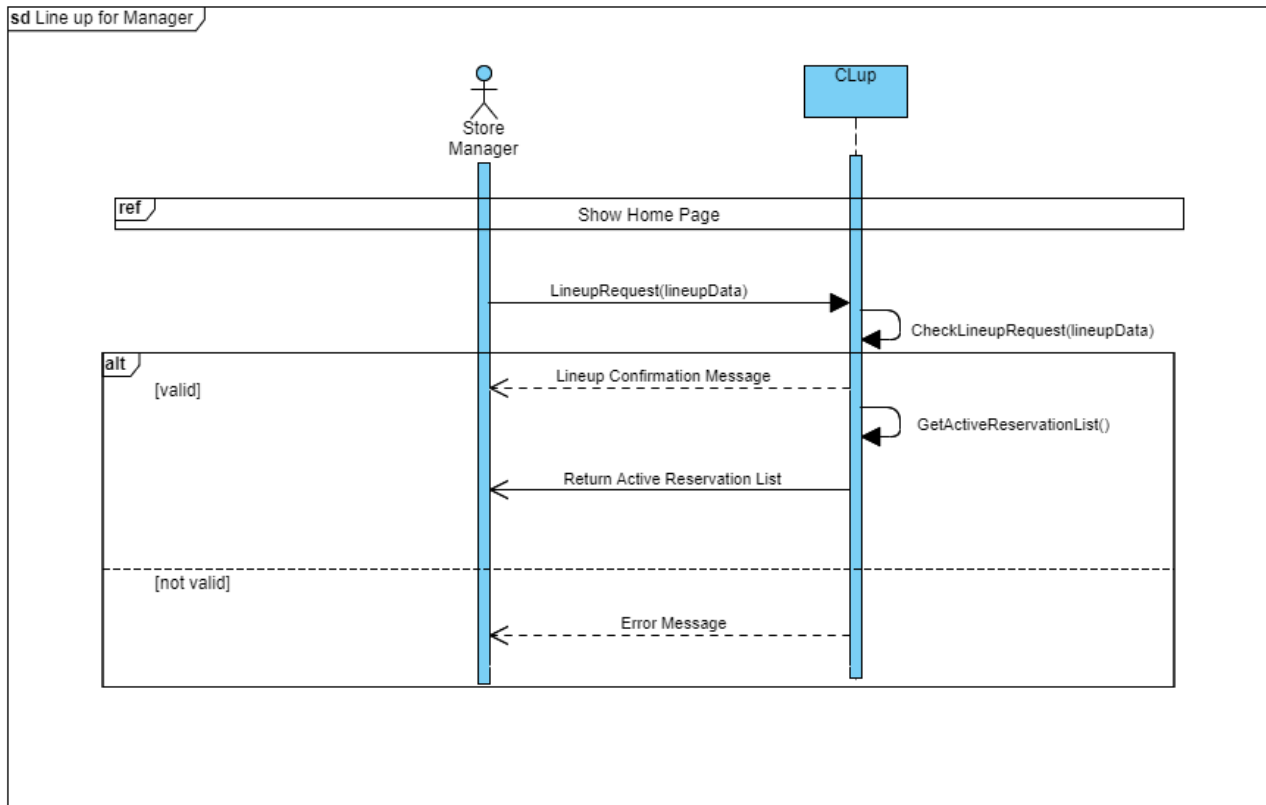 sd Line up for Manager
CLup
Store
Manager
ref
Show Home Page
LineupRequest(lineupData)
CheckLineupRequest(lineupData)
alt
[valid]
Lineup Confirmation Message
GetActiveReservationList()
Return Active Reservation List
[not valid]
Error Message